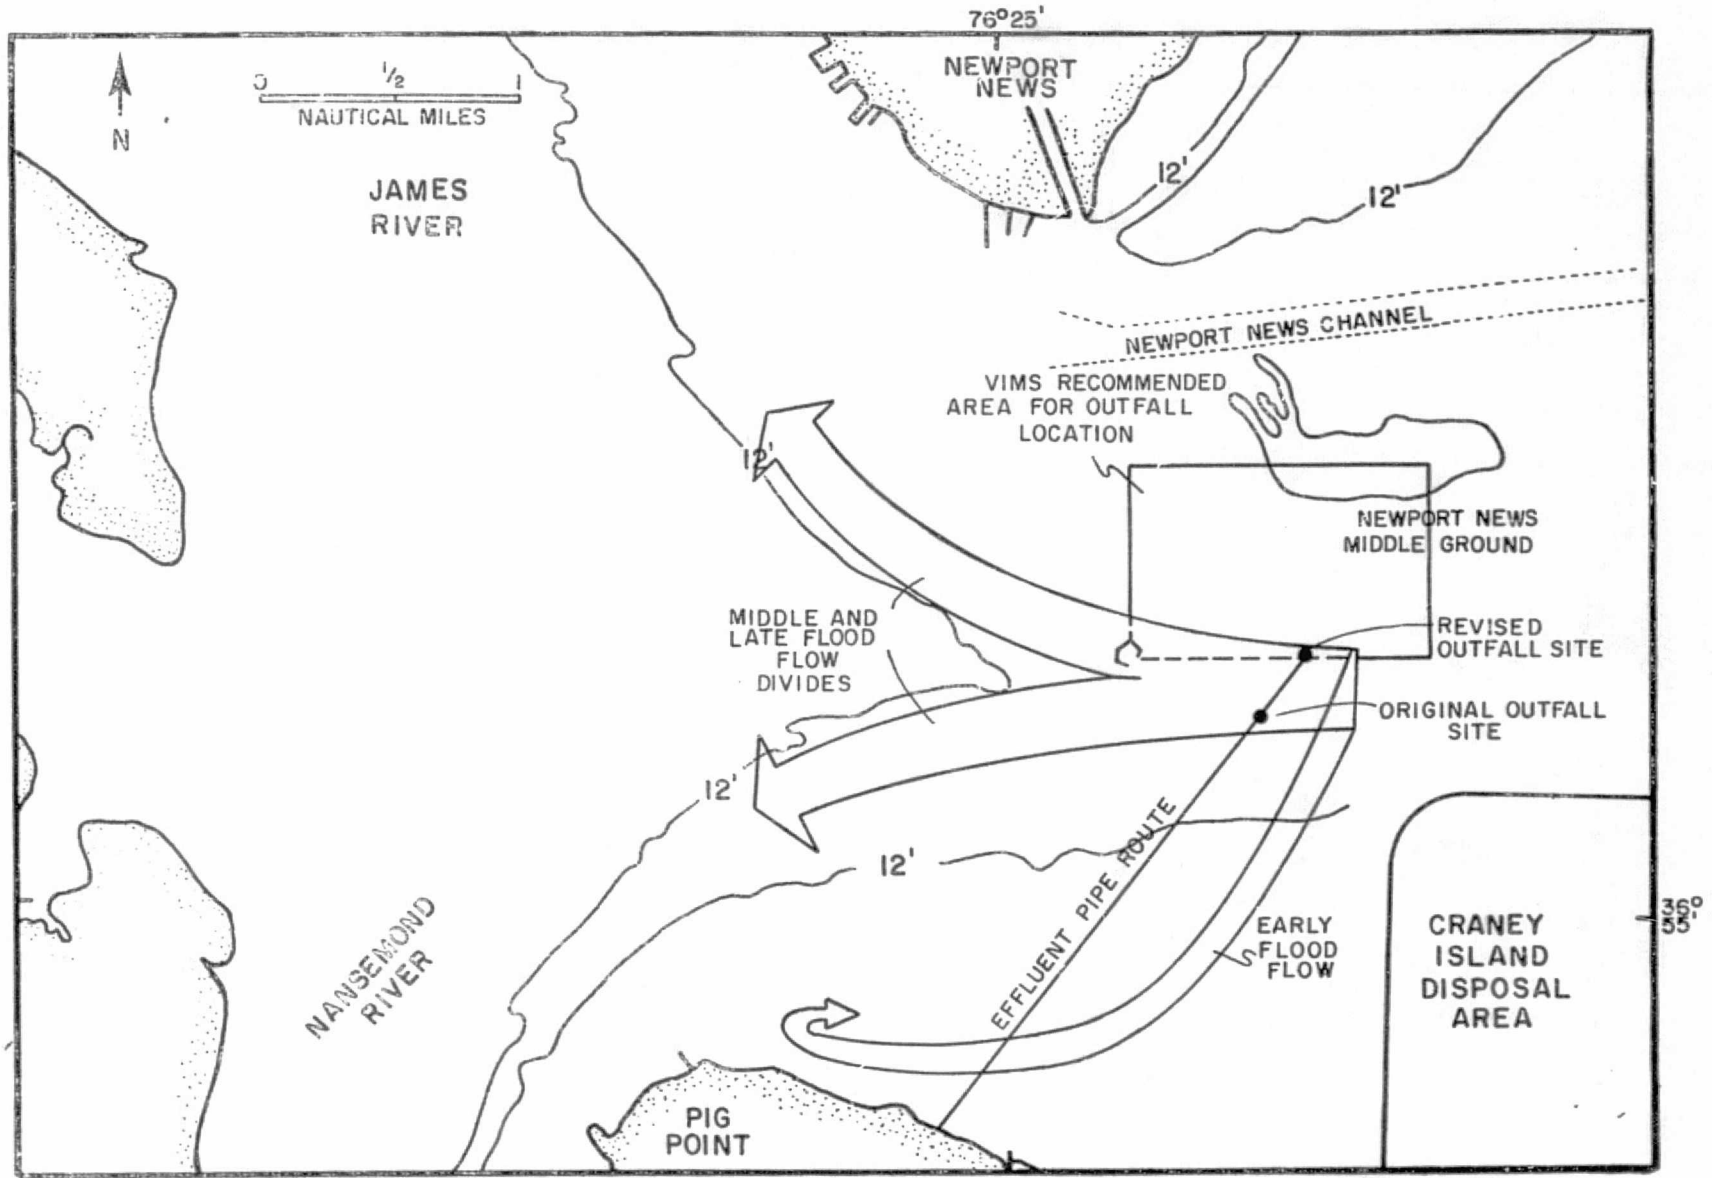 76°25'
NEWPORT
NEWS
0 1/2 1
NAUTICAL MILES
N
JAMES
RIVER
12'
12'
NEWPORT NEWS CHANNEL
VIMS RECOMMENDED
AREA FOR OUTFALL
LOCATION
12'
NEWPORT NEWS
MIDDLE GROUND
MIDDLE AND
LATE FLOOD
FLOW
DIVIDES
REVISED
OUTFALL SITE
ORIGINAL OUTFALL
SITE
12'
12'
EFFLUENT PIPE ROUTE
NANSEMOND
RIVER
EARLY
FLOOD
FLOW
CRANEY
ISLAND
DISPOSAL
AREA
36°
55'
PIG
POINT